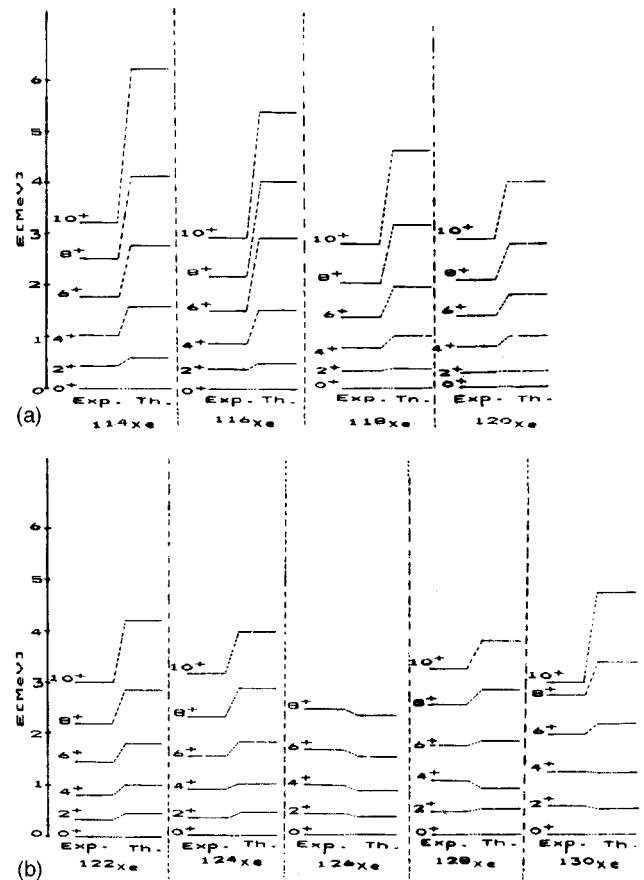 6
5
4
3
2
1
0
E[MeV]
10+ 8+ 6+ 4+ 2+ 0+
10+ 8+ 6+ 4+ 2+ 0+
10+ 8+ 6+ 4+ 2+ 0+
10+ 8+ 6+ 4+ 2+ 0+
(a)
Exp. Th. Exp. Th. Exp. Th. Exp. Th.
114Xe 116Xe 118Xe 120Xe
6
5
4
3
2
1
0
E[MeV]
10+ 8+ 6+ 4+ 2+ 0+
10+ 8+ 6+ 4+ 2+ 0+
8+ 6+ 4+ 2+ 0+
10+ 8+ 6+ 4+ 2+ 0+
10+ 8+ 6+ 4+ 2+ 0+
(b)
Exp. Th. Exp. Th. Exp. Th. Exp. Th. Exp. Th.
122Xe 124Xe 126Xe 128Xe 130Xe